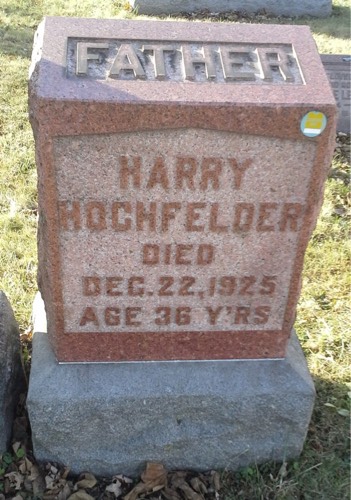 FATHER
HARRY
HOCHFELDER
DIED
DEC. 22, 1925
AGE 36 Y'RS